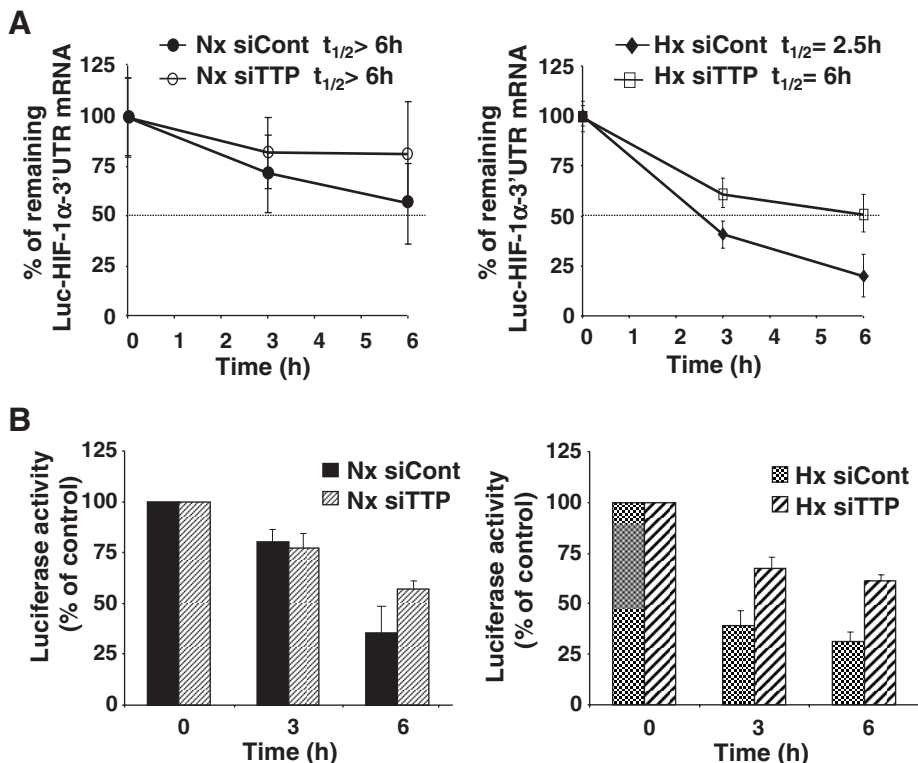 A
Nx siCont t1/2> 6h
Nx siTTP t1/2> 6h
% of remaining
Luc-HIF-1α-3'UTR mRNA
125
100
75
50
25
0
0 1 2 3 4 5 6
Time (h)
Hx siCont t1/2= 2.5h
Hx siTTP t1/2= 6h
% of remaining
Luc-HIF-1α-3'UTR mRNA
125
100
75
50
25
0
0 1 2 3 4 5 6
Time (h)
B
Nx siCont
Nx siTTP
Luciferase activity
(% of control)
125
100
75
50
25
0
0 3 6
Time (h)
Hx siCont
Hx siTTP
Luciferase activity
(% of control)
125
100
75
50
25
0
0 3 6
Time (h)